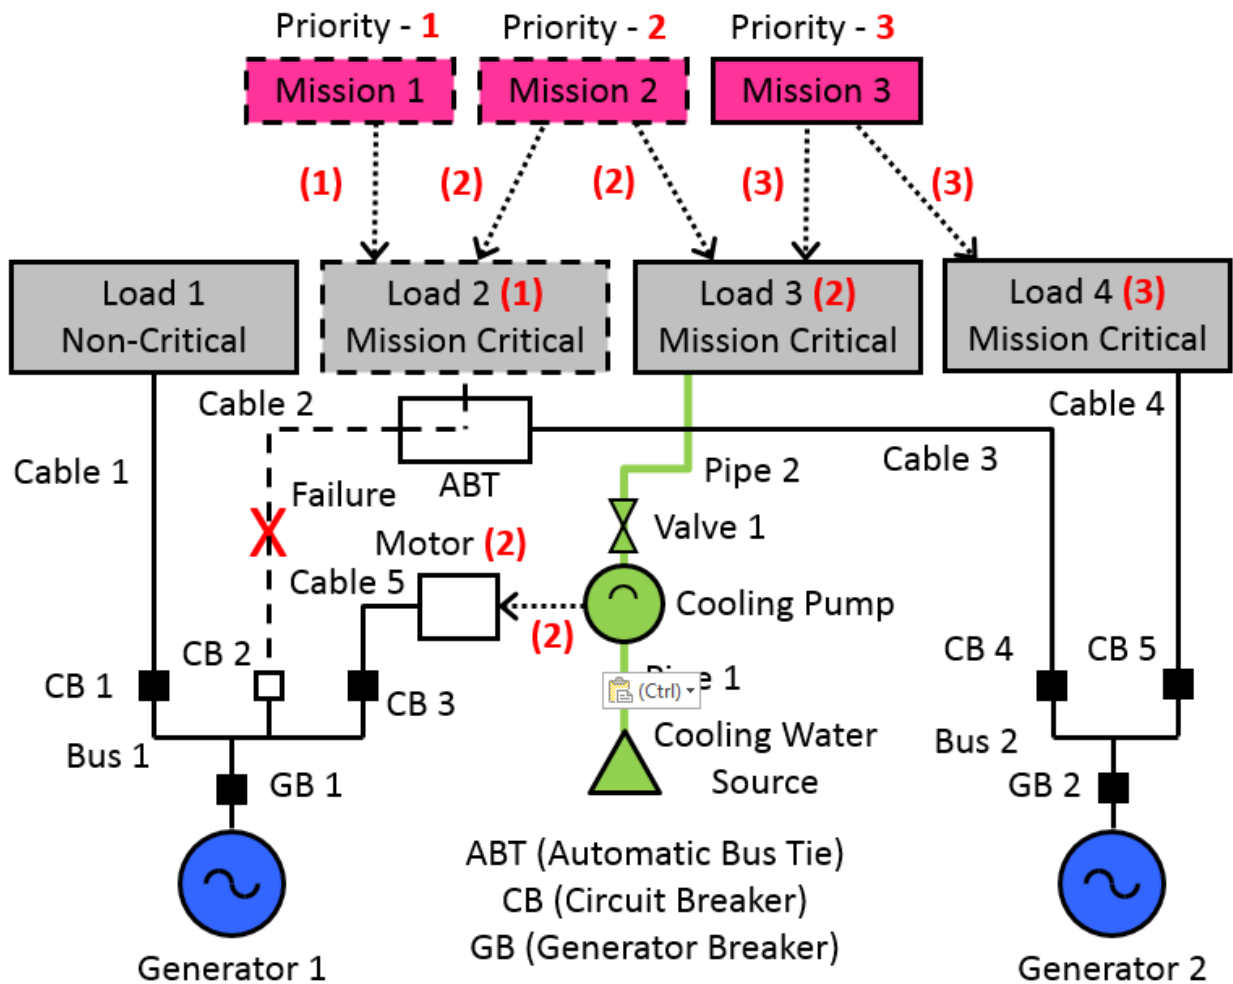 Priority - 1
Priority - 2
Priority - 3
Mission 1
Mission 2
Mission 3
(1)
(2)
(2)
(3)
(3)
Load 1
Non-Critical
Load 2 (1)
Mission Critical
Load 3 (2)
Mission Critical
Load 4 (3)
Mission Critical
Cable 2
Cable 4
Cable 1
ABT
Pipe 2
Cable 3
Failure
Valve 1
Motor (2)
Cable 5
Cooling Pump
(2)
CB 2
CB 4
CB 5
CB 1
CB 3
(Ctrl)
e 1
Bus 1
Cooling Water
Source
Bus 2
GB 1
GB 2
ABT (Automatic Bus Tie)
CB (Circuit Breaker)
GB (Generator Breaker)
Generator 1
Generator 2